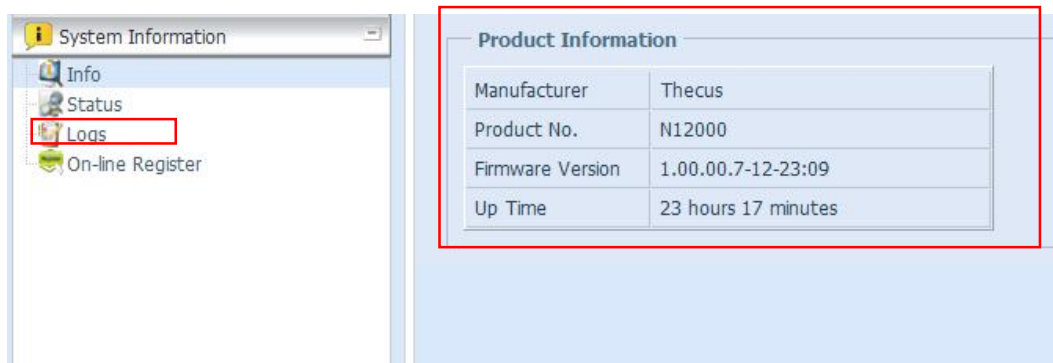 System Information
Info
Status
Logs
On-line Register
Product Information
Manufacturer Thecus
Product No. N12000
Firmware Version 1.00.00.7-12-23:09
Up Time 23 hours 17 minutes